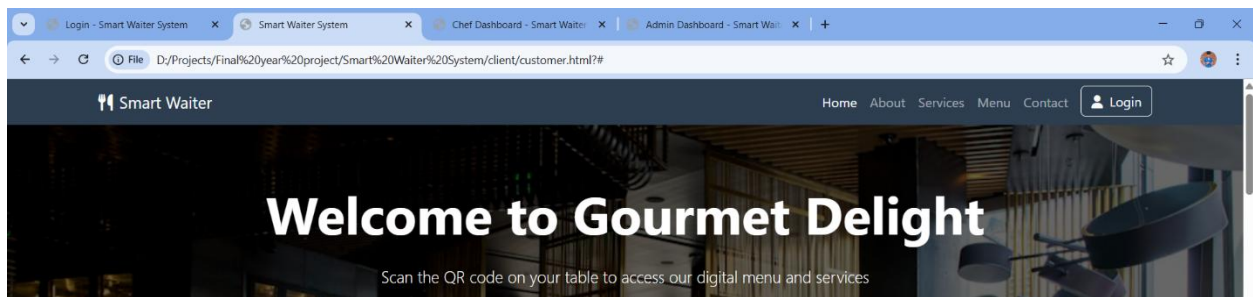 Login - Smart Waiter System
Smart Waiter System
Chef Dashboard - Smart Waiter
Admin Dashboard - Smart Wait
File D:/Projects/Final%20year%20project/Smart%20Waiter%20System/client/customer.html?#
Smart Waiter
Home About Services Menu Contact Login
Welcome to Gourmet Delight
Scan the QR code on your table to access our digital menu and services